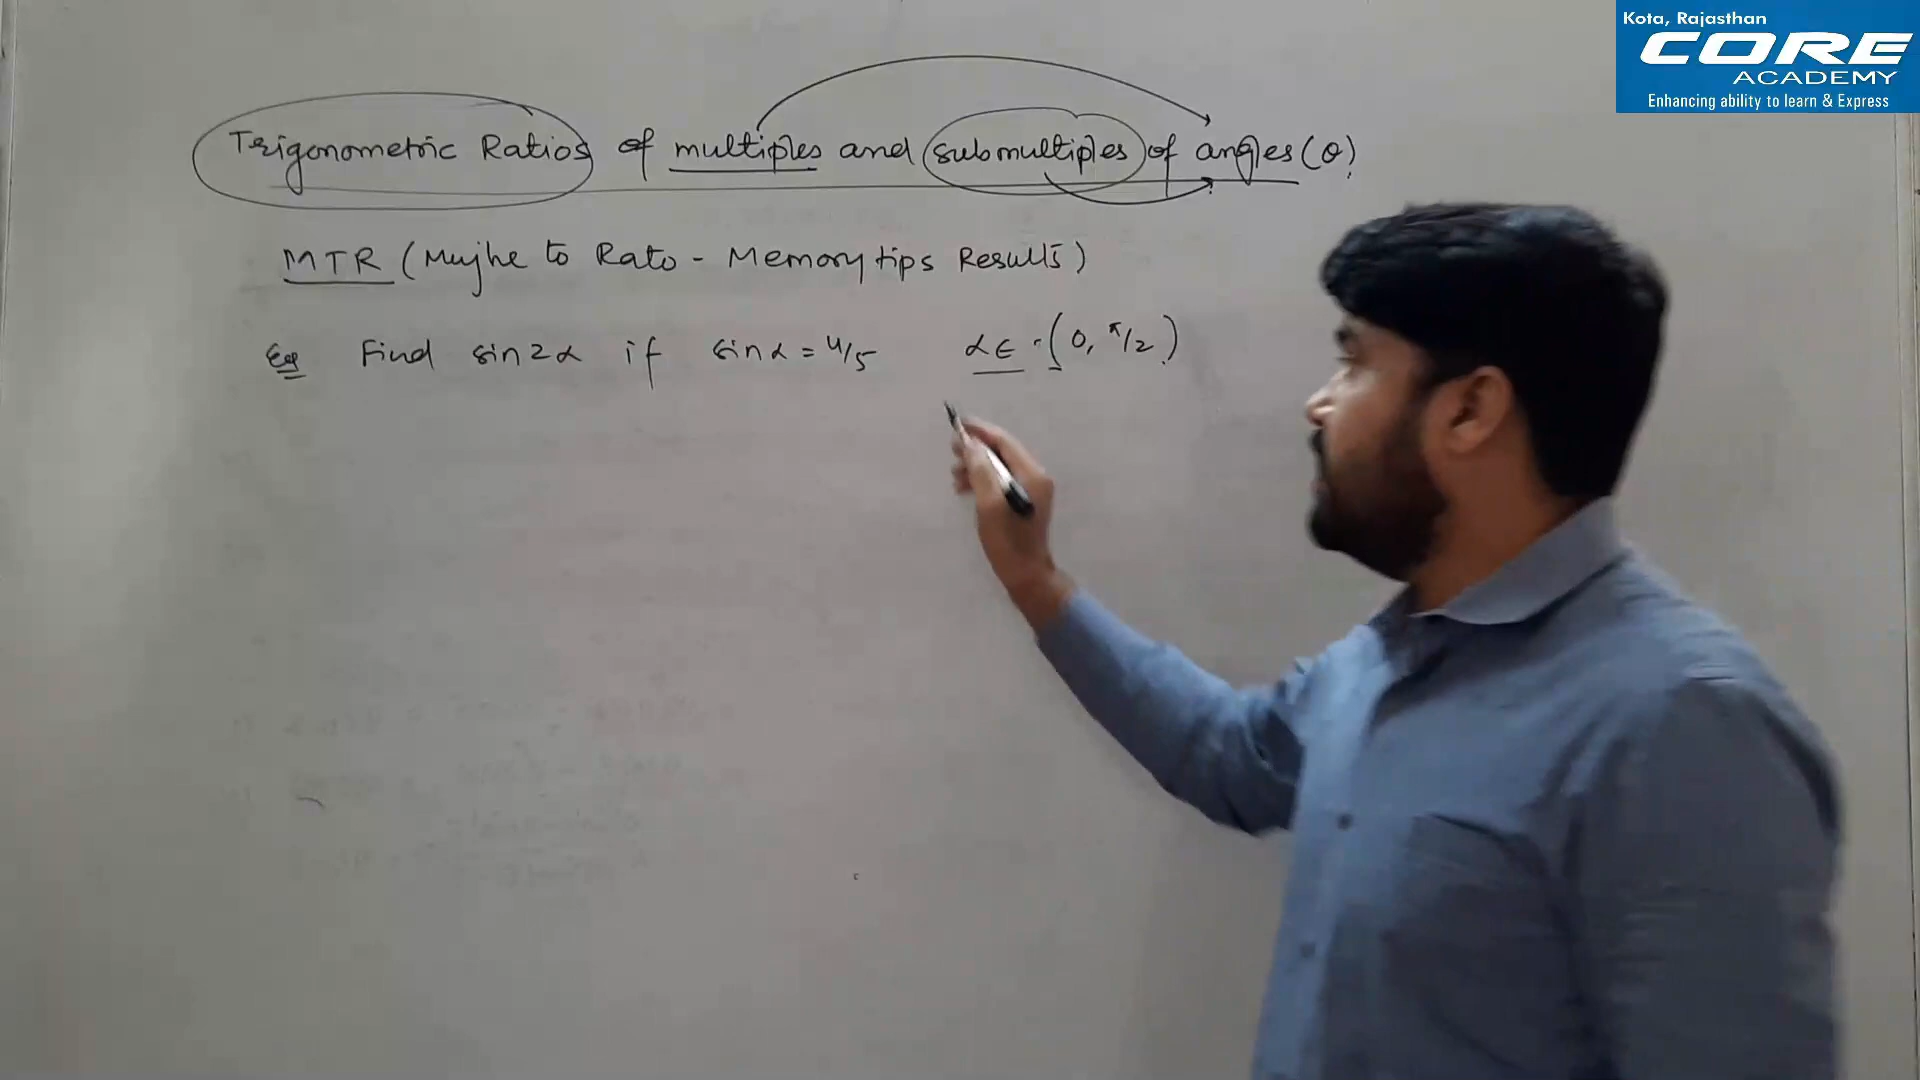 Kota, Rajasthan
CORE
ACADEMY
Enhancing ability to learn & Express
Trigonometric Ratios of multiples and submultiples of angles (θ)
MTR (Mujhe to Rato - Memory tips Results)
Eg Find sin2α if sinα = 4/5 α ∈ (0, π/2)